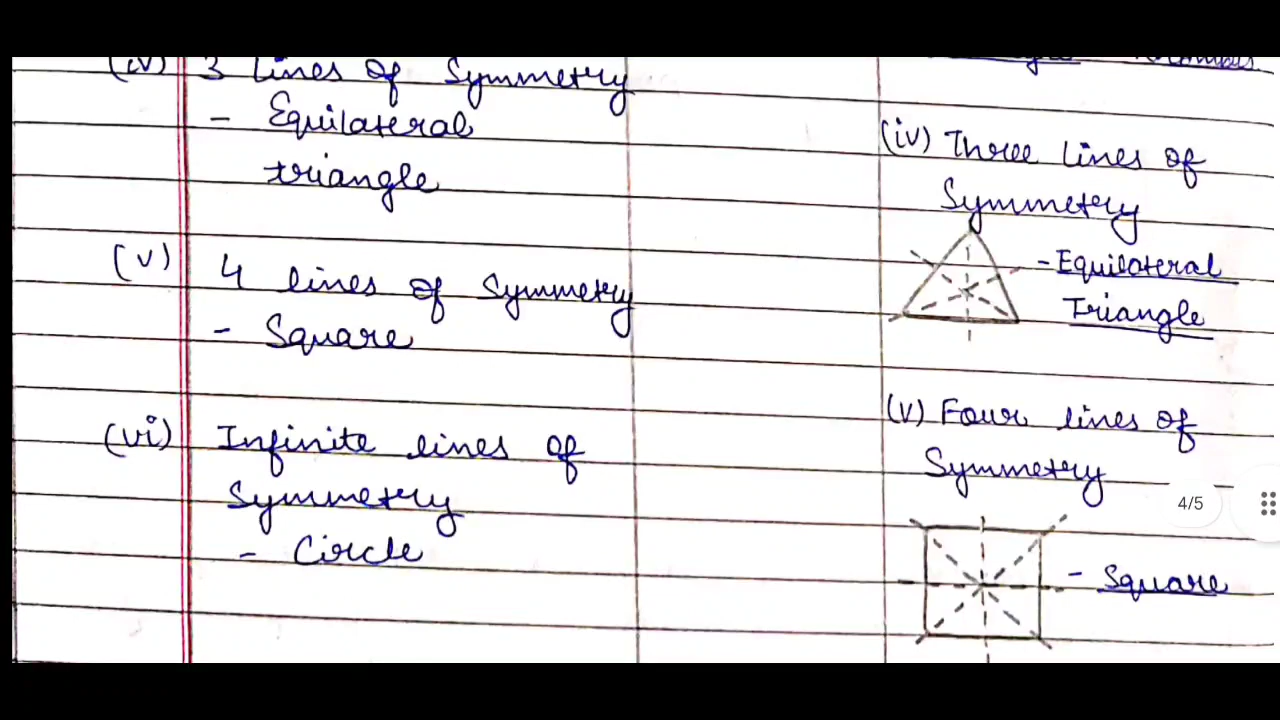 (iv) 3 lines of Symmetry
- Equilateral
triangle
(v) 4 lines of Symmetry
- Square
(vi) Infinite lines of
Symmetry
- Circle
(iv) Three lines of
Symmetry
- Equilateral
Triangle
(v) Four lines of
Symmetry
- Square
4/5